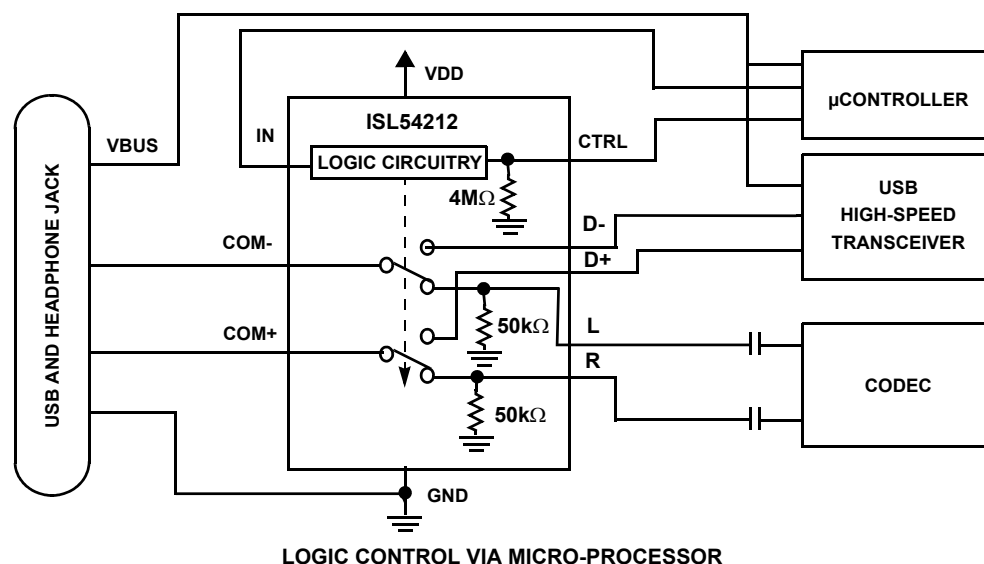 VDD
µCONTROLLER
ISL54212
VBUS
IN
CTRL
LOGIC CIRCUITRY
4MΩ
USB
HIGH-SPEED
TRANSCEIVER
USB AND HEADPHONE JACK
COM-
D-
D+
50kΩ
L
COM+
R
CODEC
50kΩ
GND
LOGIC CONTROL VIA MICRO-PROCESSOR